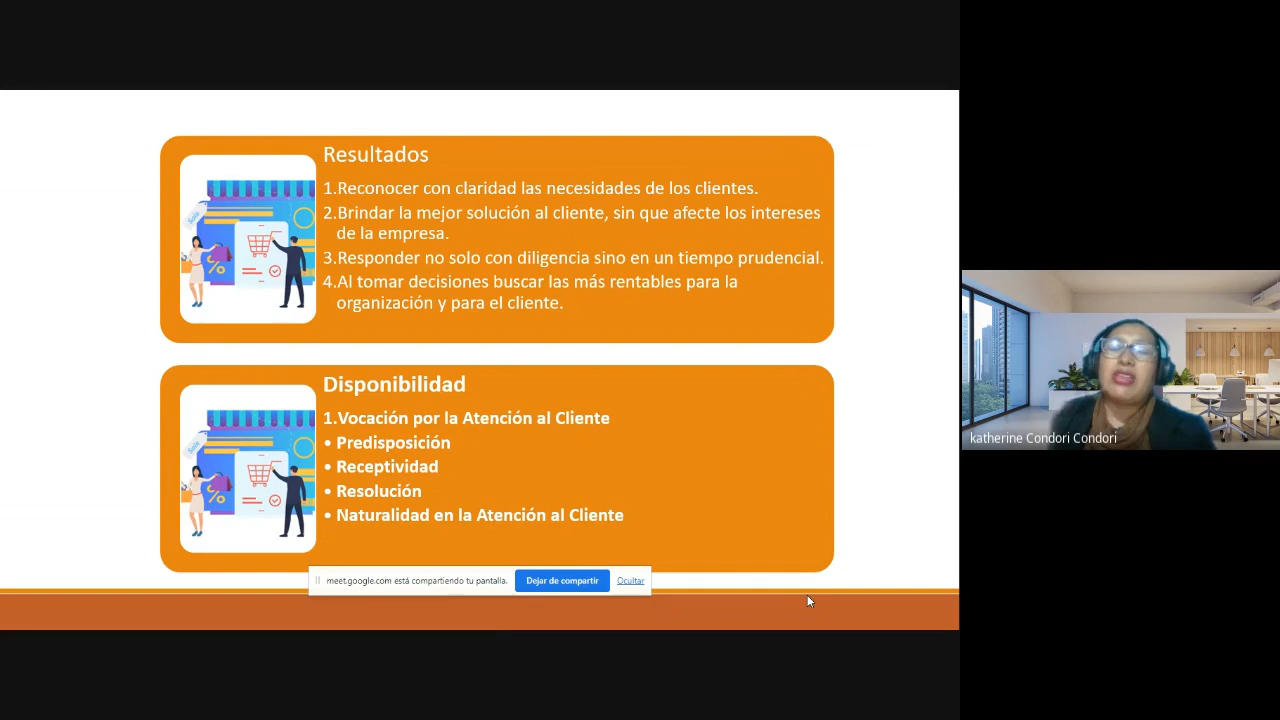 Resultados
1.Reconocer con claridad las necesidades de los clientes.
2.Brindar la mejor solución al cliente, sin que afecte los intereses
de la empresa.
3.Responder no solo con diligencia sino en un tiempo prudencial.
4.Al tomar decisiones buscar las más rentables para la
organización y para el cliente.
Sale
%
Disponibilidad
1.Vocación por la Atención al Cliente
• Predisposición
• Receptividad
• Resolución
• Naturalidad en la Atención al Cliente
Sale
%
meet.google.com está compartiendo tu pantalla.
Dejar de compartir
Ocultar
katherine Condori Condori